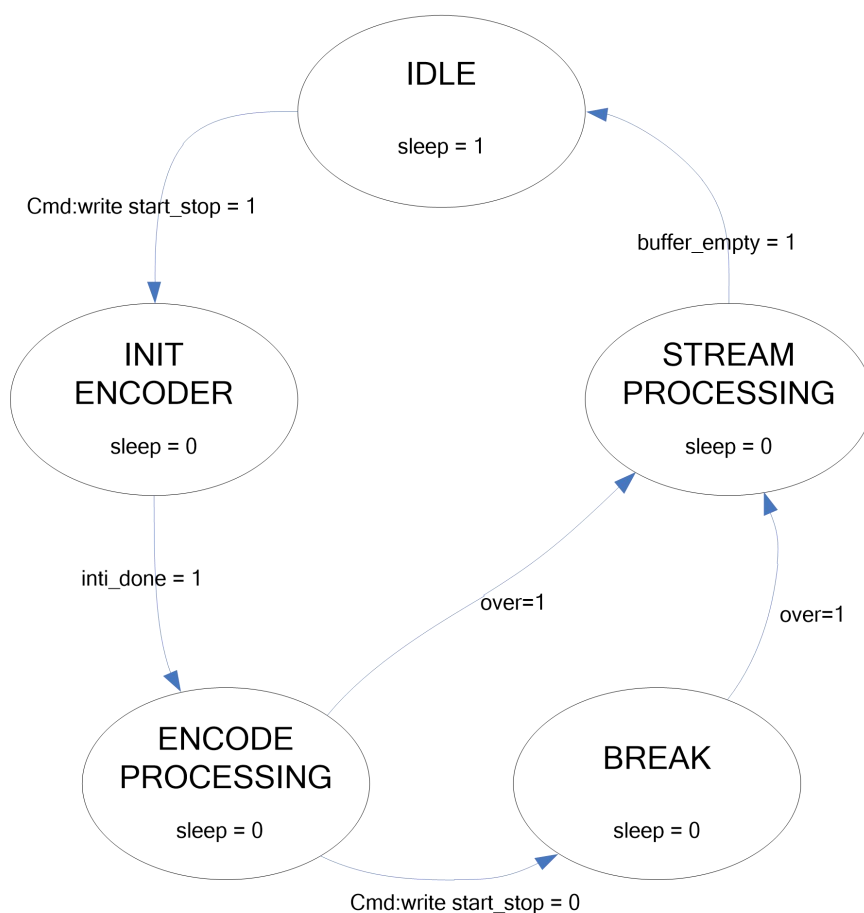 IDLE
sleep = 1
Cmd:write start_stop = 1
buffer_empty = 1
INIT
ENCODER
sleep = 0
STREAM
PROCESSING
sleep = 0
inti_done = 1
over=1
over=1
ENCODE
PROCESSING
sleep = 0
BREAK
sleep = 0
Cmd:write start_stop = 0